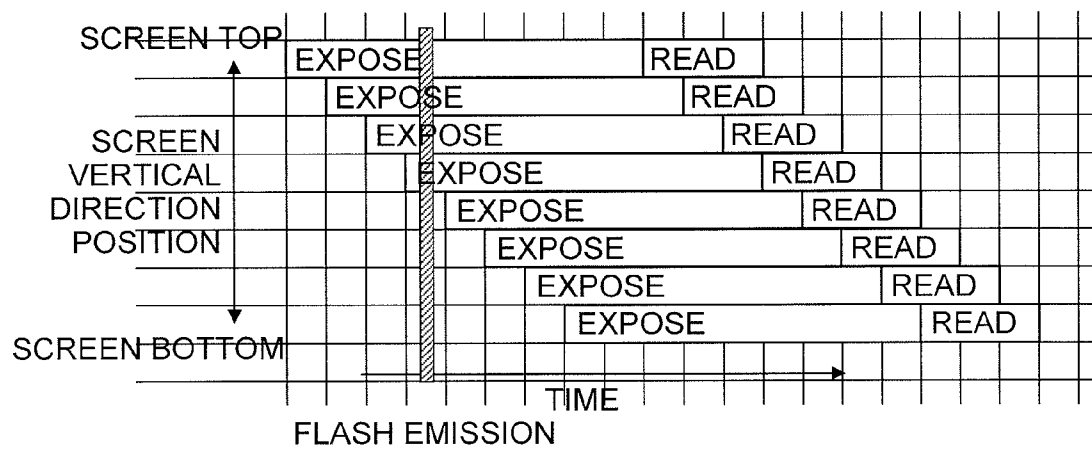 SCREEN TOP
EXPOSE READ
EXPOSE READ
EXPOSE READ
EXPOSE READ
EXPOSE READ
EXPOSE READ
EXPOSE READ
EXPOSE READ
SCREEN
VERTICAL
DIRECTION
POSITION
SCREEN BOTTOM
TIME
FLASH EMISSION